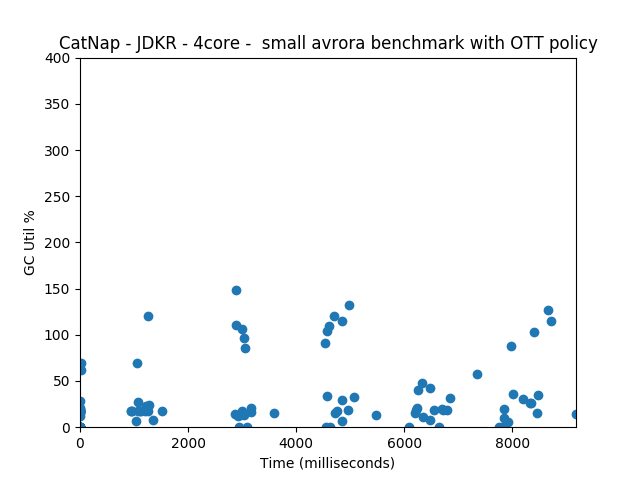 CatNap - JDKR - 4core -  small avrora benchmark with OTT policy
400
350
300
250
200
150
100
50
0
GC Util %
0 2000 4000 6000 8000
Time (milliseconds)